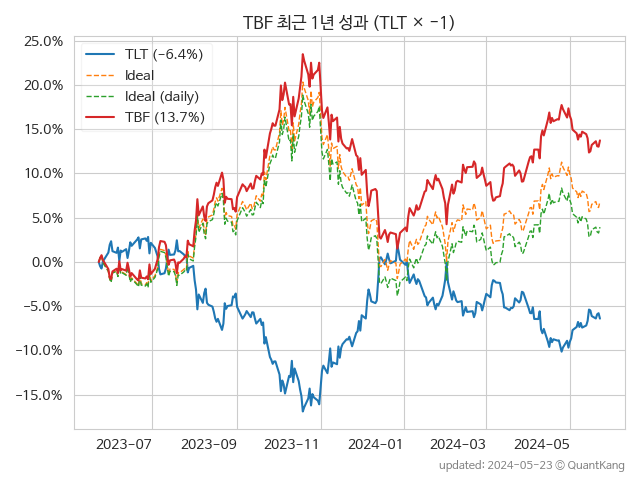 TBF 최근 1년 성과 (TLT × −1)
25.0%
20.0%
15.0%
10.0%
5.0%
0.0%
−5.0%
−10.0%
−15.0%
TLT (−6.4%)
Ideal
Ideal (daily)
TBF (13.7%)
2023-07
2023-09
2023-11
2024-01
2024-03
2024-05
updated: 2024-05-23 © QuantKang